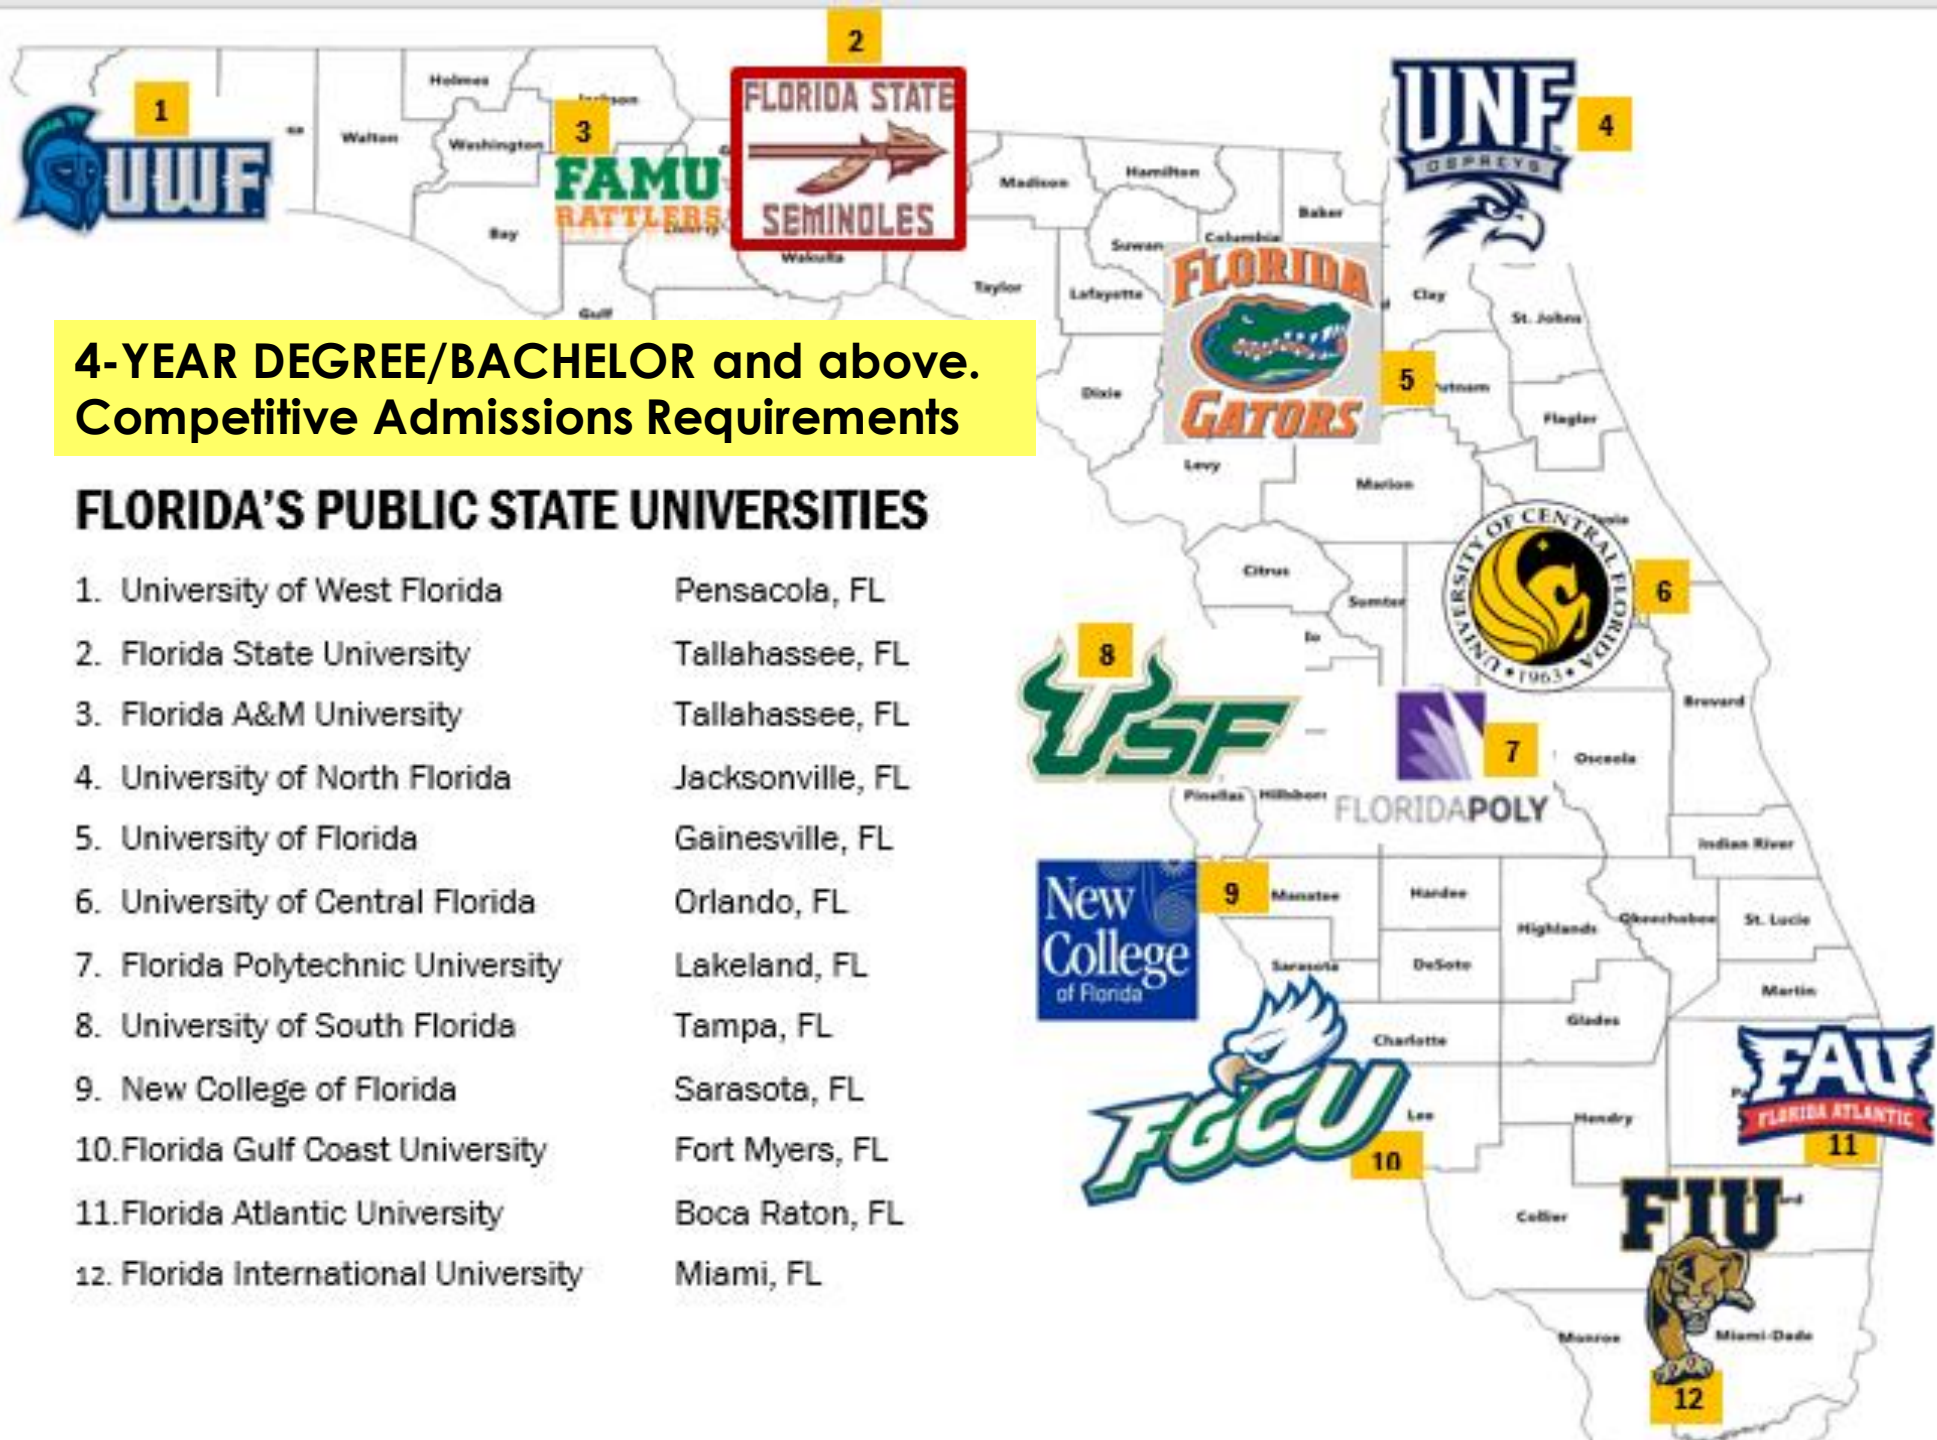 2
1
UWF
Holmes
Walton
Washington
3
FAMU
RATTLERS
Bay
Gulf
FLORIDA STATE
SEMINOLES
Wakulla
Madison
Hamilton
Taylor
Lafayette
Suwan
Columbia
Baker
UNF
OSPREYS
4
Clay
St. Johns
FLORIDA
GATORS
5
Putnam
Flagler
Dixie
Levy
Marion
4-YEAR DEGREE/BACHELOR and above.
Competitive Admissions Requirements
FLORIDA'S PUBLIC STATE UNIVERSITIES
1. University of West Florida Pensacola, FL
2. Florida State University Tallahassee, FL
3. Florida A&M University Tallahassee, FL
4. University of North Florida Jacksonville, FL
5. University of Florida Gainesville, FL
6. University of Central Florida Orlando, FL
7. Florida Polytechnic University Lakeland, FL
8. University of South Florida Tampa, FL
9. New College of Florida Sarasota, FL
10.Florida Gulf Coast University Fort Myers, FL
11.Florida Atlantic University Boca Raton, FL
12. Florida International University Miami, FL
UNIVERSITY OF CENTRAL FLORIDA
1963
6
Citrus
Sumter
8
USF
Pinellas
Hillsboro
7
FLORIDAPOLY
Osceola
Brevard
Indian River
New
College
of Florida
9
Manatee
Hardee
Highlands
Okeechobee
St. Lucie
Sarasota
DeSoto
Martin
Charlotte
Glades
FGCU
10
Lee
Hendry
FAU
FLORIDA ATLANTIC
11
Collier
FIU
Monroe
Miami-Dade
12